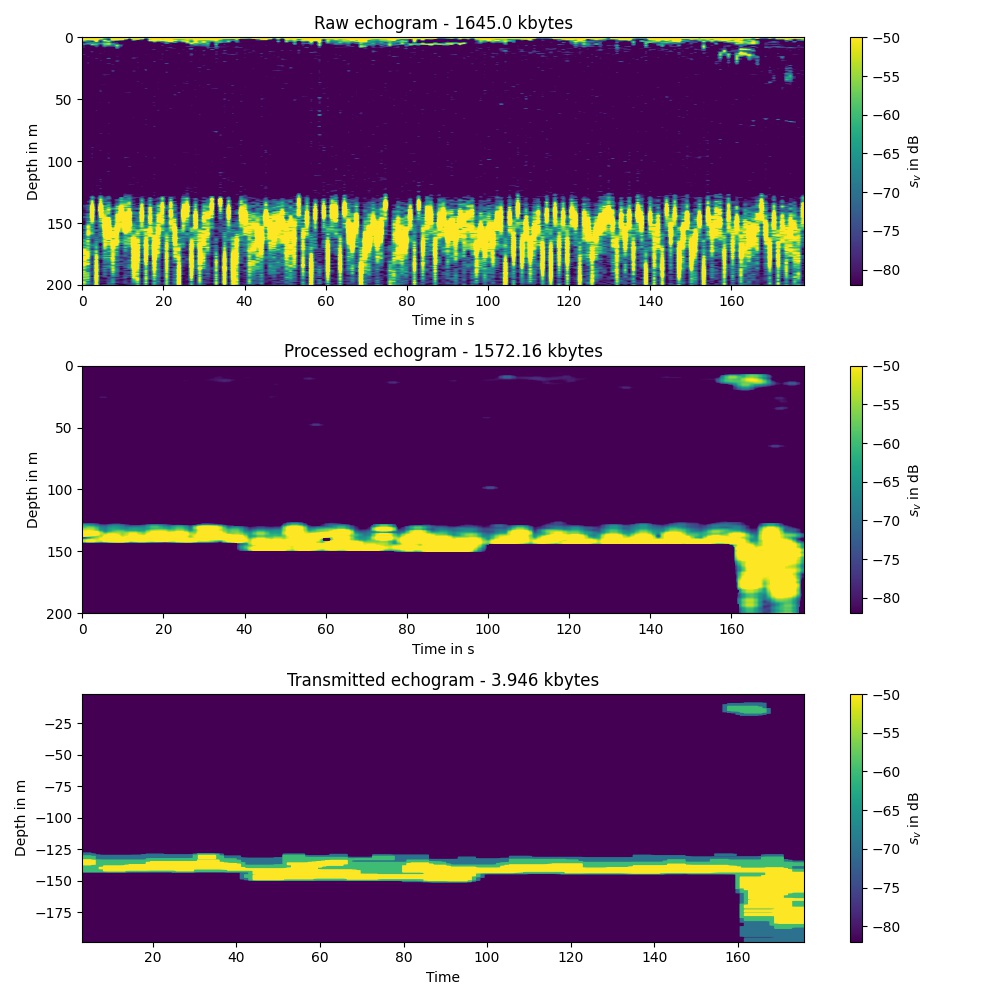 Raw echogram - 1645.0 kbytes
0
50
100
150
200
Depth in m
0 20 40 60 80 100 120 140 160
Time in s
−50
−55
−60
−65
−70
−75
−80
sv in dB
Processed echogram - 1572.16 kbytes
0
50
100
150
200
Depth in m
0 20 40 60 80 100 120 140 160
Time in s
−50
−55
−60
−65
−70
−75
−80
sv in dB
Transmitted echogram - 3.946 kbytes
−25
−50
−75
−100
−125
−150
−175
Depth in m
20 40 60 80 100 120 140 160
Time
−50
−55
−60
−65
−70
−75
−80
sv in dB